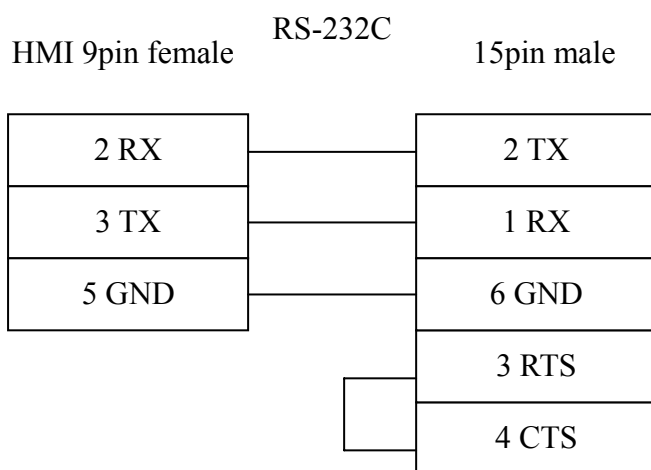 RS-232C
HMI 9pin female 15pin male
2 RX 2 TX
3 TX 1 RX
5 GND 6 GND
3 RTS
4 CTS